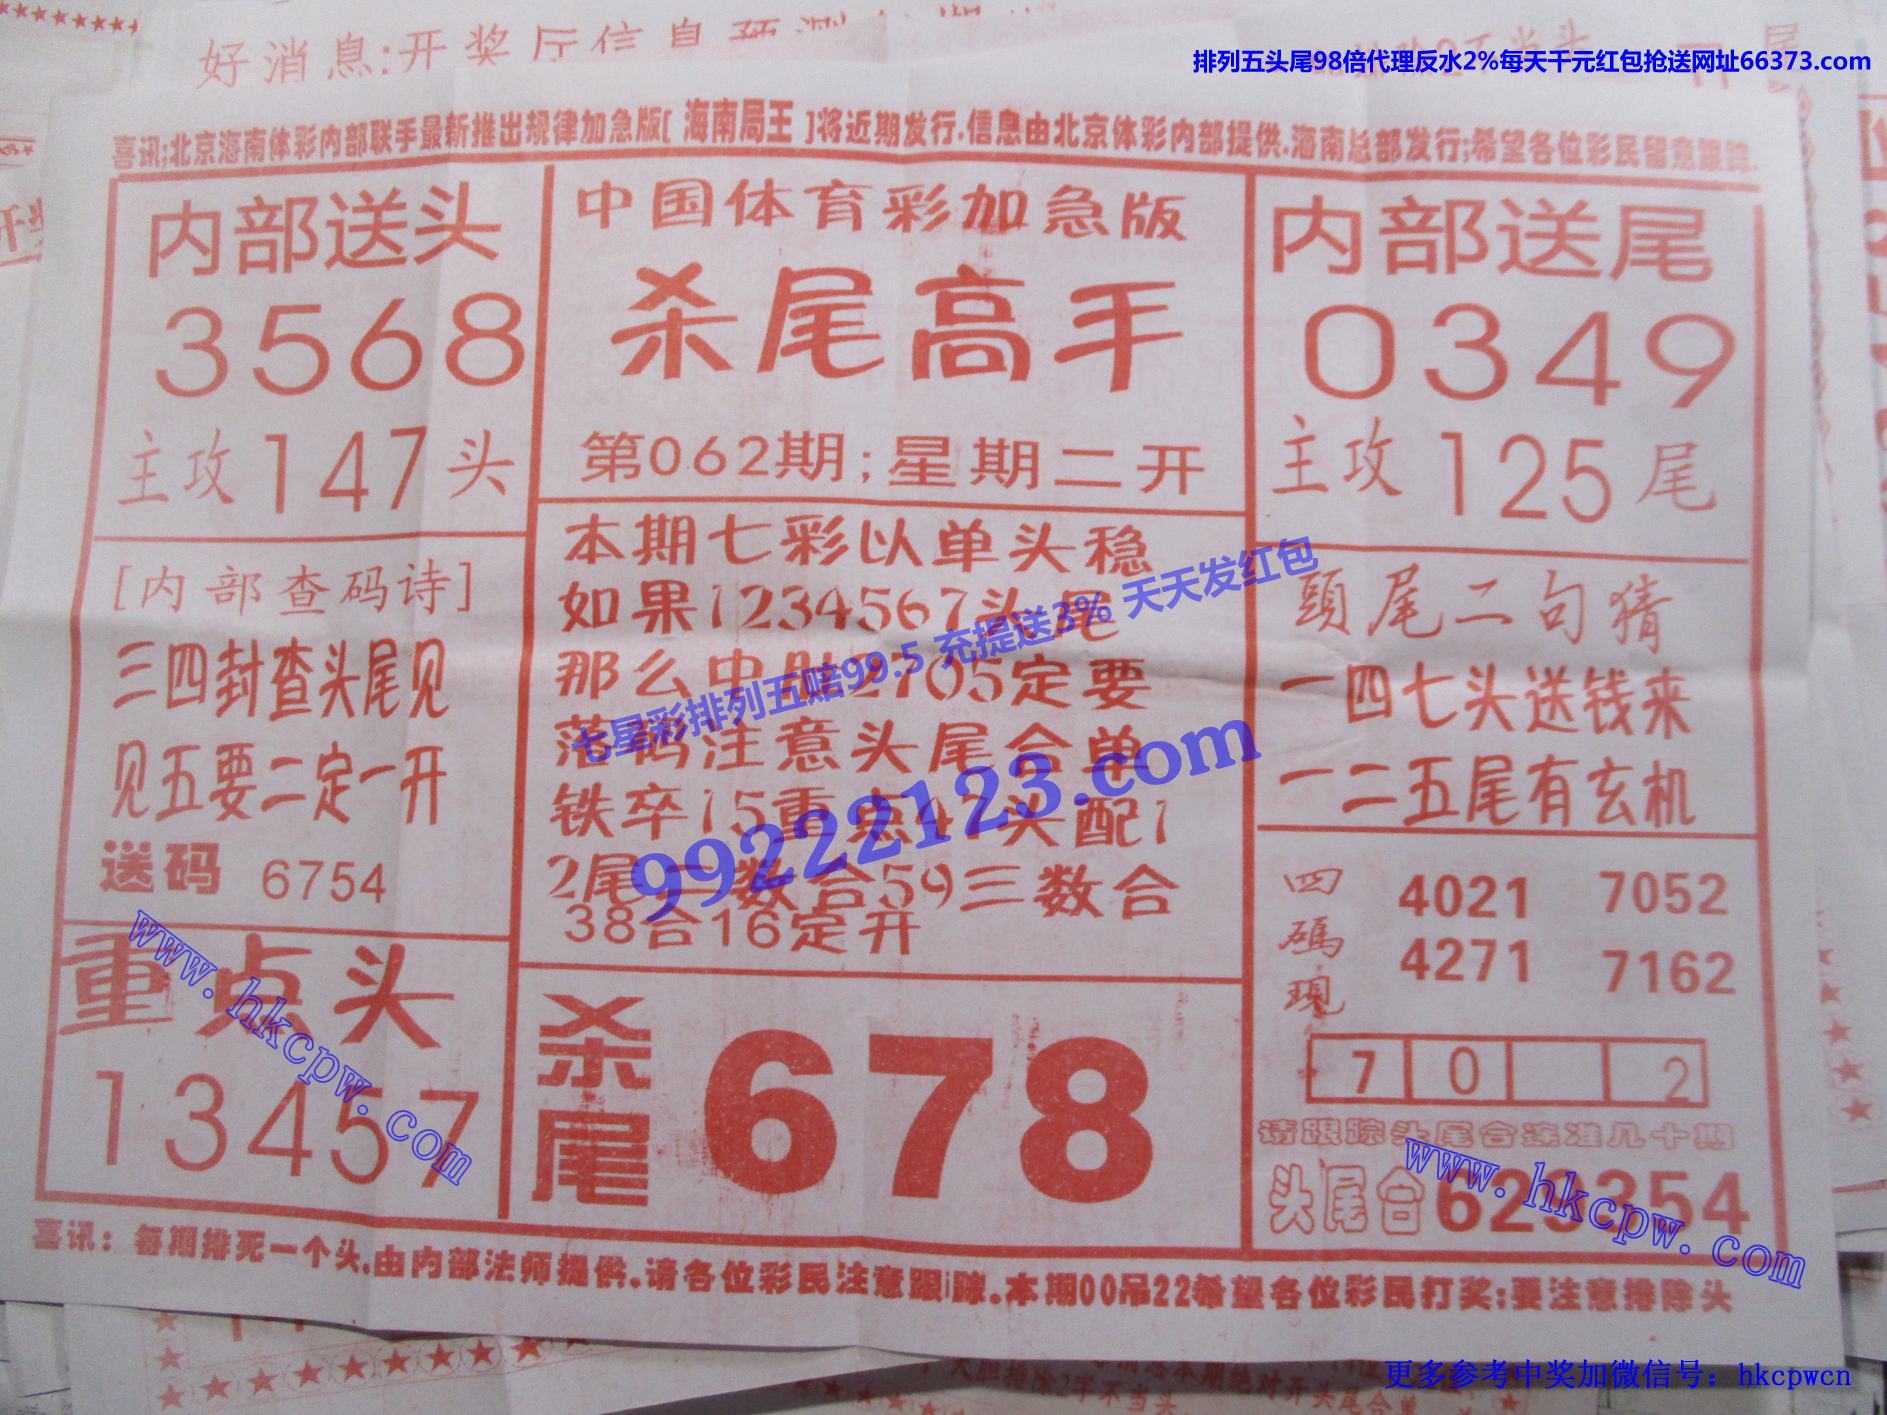 好消息:开奖厅信息预测
排列五头尾98倍代理反水2%每天千元红包抢送网址66373.com
喜讯;北京海南体彩内部联手最新推出规律加急版[ 海南局王 ]将近期发行.信息由北京体彩内部提供.海南总部发行;希望各位彩民留意跟踪.
内部送头
3568
主攻 147 头
[内部查码诗]
三四封查头尾见
见五要二定一开
送码 6754
重点头
13457
中国体育彩加急版
杀尾高手
第062期;星期二开
本期七彩以单头稳
如果1234567头尾
那么中肚2705定要
落 注意头尾合单
铁卒15重点47头配1
2尾二数合59三数合
38合16定开
杀尾 678
内部送尾
0349
主攻 125 尾
頭尾二句猜
一四七头送钱来
一二五尾有玄机
四碼現
4021 7052
4271 7162
7 0 2
请跟踪头尾合连准几十期
头尾合 629354
喜讯：每期排死一个头.由内部法师提供.请各位彩民注意跟踪.本期00吊22希望各位彩民打奖;要注意排除头
七星彩排列五赔99.5 充提送3% 天天发红包
99222123.com
www.hkcpw.com
www.hkcpw.com
更多参考中奖加微信号：hkcpwcn